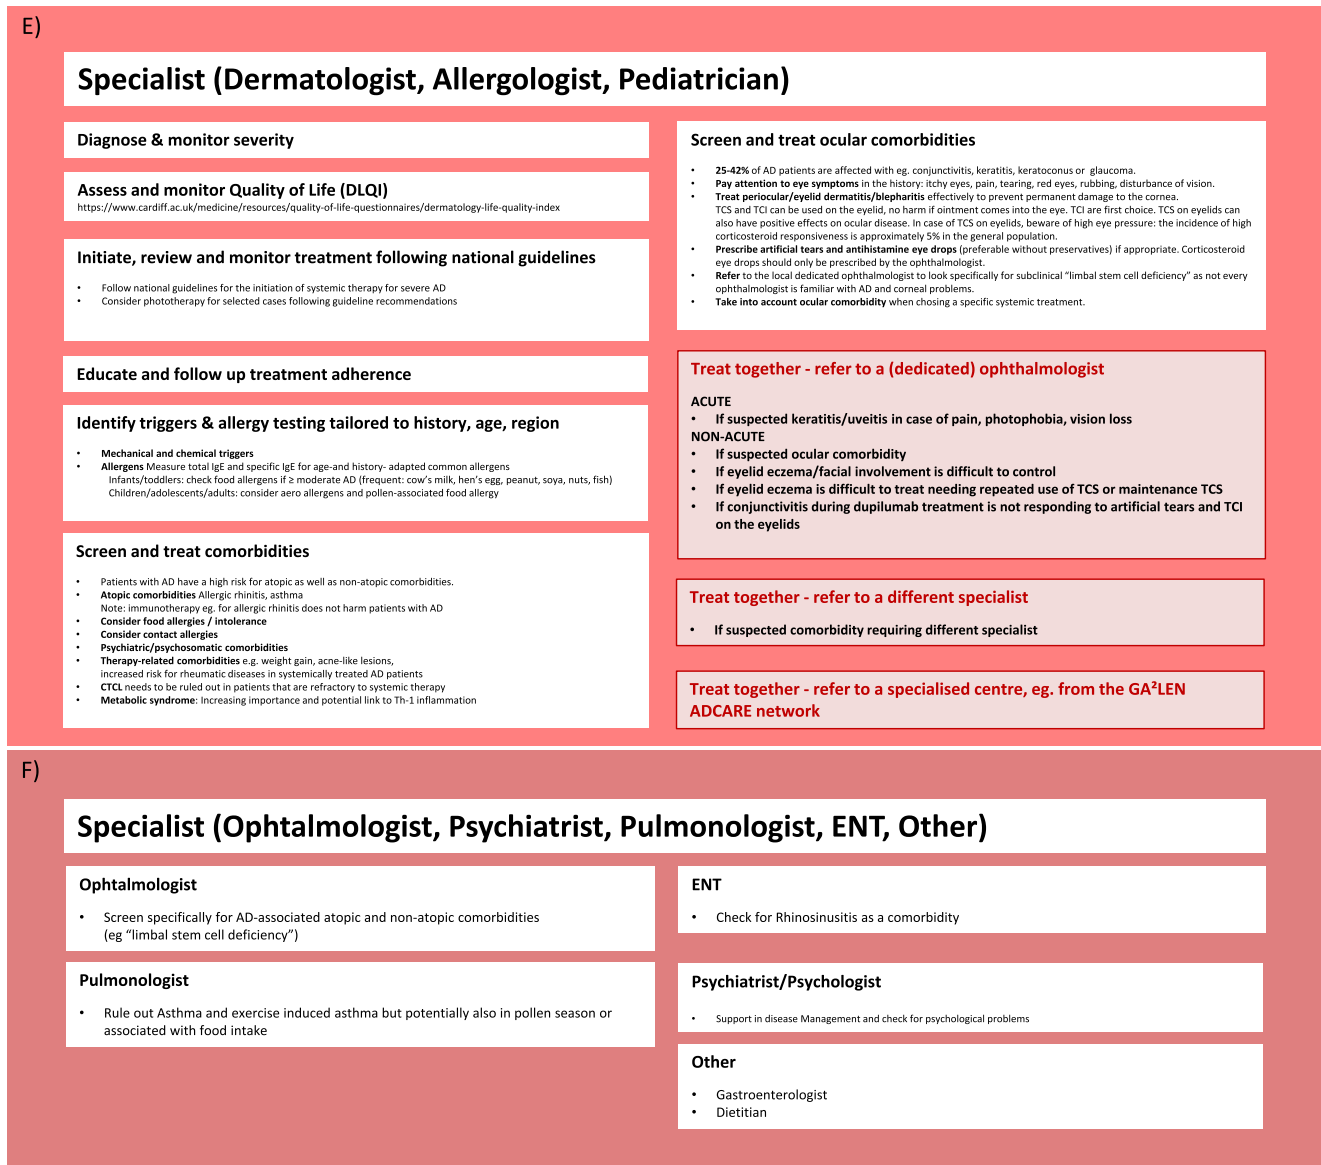 E)
Specialist (Dermatologist, Allergologist, Pediatrician)
Diagnose & monitor severity
Assess and monitor Quality of Life (DLQI)
https://www.cardiff.ac.uk/medicine/resources/quality-of-life-questionnaires/dermatology-life-quality-index
Initiate, review and monitor treatment following national guidelines
• Follow national guidelines for the initiation of systemic therapy for severe AD
• Consider phototherapy for selected cases following guideline recommendations
Educate and follow up treatment adherence
Identify triggers & allergy testing tailored to history, age, region
• Mechanical and chemical triggers
• Allergens Measure total IgE and specific IgE for age-and history- adapted common allergens
Infants/toddlers: check food allergens if ≥ moderate AD (frequent: cow's milk, hen's egg, peanut, soya, nuts, fish)
Children/adolescents/adults: consider aero allergens and pollen-associated food allergy
Screen and treat comorbidities
• Patients with AD have a high risk for atopic as well as non-atopic comorbidities.
• Atopic comorbidities Allergic rhinitis, asthma
Note: immunotherapy eg. for allergic rhinitis does not harm patients with AD
• Consider food allergies / intolerance
• Consider contact allergies
• Psychiatric/psychosomatic comorbidities
• Therapy-related comorbidities e.g. weight gain, acne-like lesions,
increased risk for rheumatic diseases in systemically treated AD patients
• CTCL needs to be ruled out in patients that are refractory to systemic therapy
• Metabolic syndrome: Increasing importance and potential link to Th-1 inflammation
Screen and treat ocular comorbidities
• 25-42% of AD patients are affected with eg. conjunctivitis, keratitis, keratoconus or glaucoma.
• Pay attention to eye symptoms in the history: itchy eyes, pain, tearing, red eyes, rubbing, disturbance of vision.
• Treat periocular/eyelid dermatitis/blepharitis effectively to prevent permanent damage to the cornea.
TCS and TCI can be used on the eyelid, no harm if ointment comes into the eye. TCI are first choice. TCS on eyelids can
also have positive effects on ocular disease. In case of TCS on eyelids, beware of high eye pressure: the incidence of high
corticosteroid responsiveness is approximately 5% in the general population.
• Prescribe artificial tears and antihistamine eye drops (preferable without preservatives) if appropriate. Corticosteroid
eye drops should only be prescribed by the ophthalmologist.
• Refer to the local dedicated ophthalmologist to look specifically for subclinical “limbal stem cell deficiency” as not every
ophthalmologist is familiar with AD and corneal problems.
• Take into account ocular comorbidity when chosing a specific systemic treatment.
Treat together - refer to a (dedicated) ophthalmologist
ACUTE
• If suspected keratitis/uveitis in case of pain, photophobia, vision loss
NON-ACUTE
• If suspected ocular comorbidity
• If eyelid eczema/facial involvement is difficult to control
• If eyelid eczema is difficult to treat needing repeated use of TCS or maintenance TCS
• If conjunctivitis during dupilumab treatment is not responding to artificial tears and TCI
on the eyelids
Treat together - refer to a different specialist
• If suspected comorbidity requiring different specialist
Treat together - refer to a specialised centre, eg. from the GA²LEN
ADCARE network
F)
Specialist (Ophtalmologist, Psychiatrist, Pulmonologist, ENT, Other)
Ophtalmologist
• Screen specifically for AD-associated atopic and non-atopic comorbidities
(eg “limbal stem cell deficiency”)
Pulmonologist
• Rule out Asthma and exercise induced asthma but potentially also in pollen season or
associated with food intake
ENT
• Check for Rhinosinusitis as a comorbidity
Psychiatrist/Psychologist
• Support in disease Management and check for psychological problems
Other
• Gastroenterologist
• Dietitian